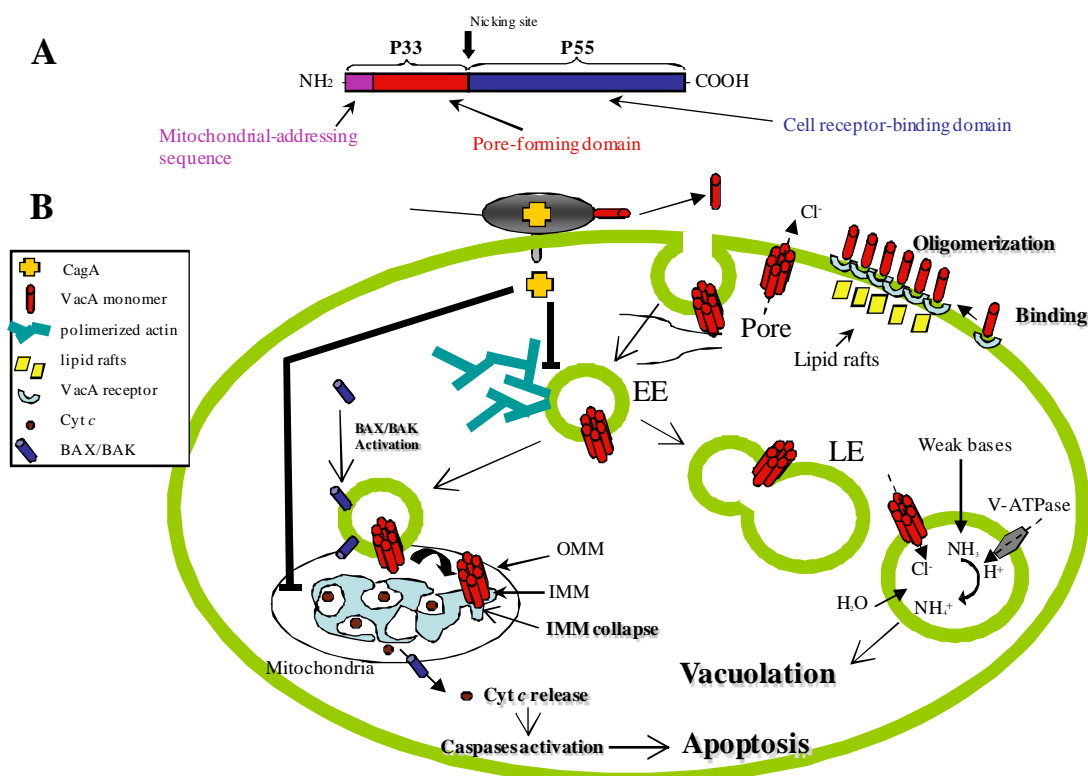 A
Nicking site
P33
P55
NH2
COOH
Mitochondrial-addressing
sequence
Pore-forming domain
Cell receptor-binding domain
B
CagA
VacA monomer
polimerized actin
lipid rafts
VacA receptor
Cyt c
BAX/BAK
Cl-
Oligomerization
Binding
Pore
Lipid rafts
EE
BAX/BAK
Activation
LE
Weak bases
V-ATPase
NH3
Cl-
H+
H2O
NH4+
OMM
IMM
IMM collapse
Mitochondria
Vacuolation
Cyt c release
Caspases activation
Apoptosis